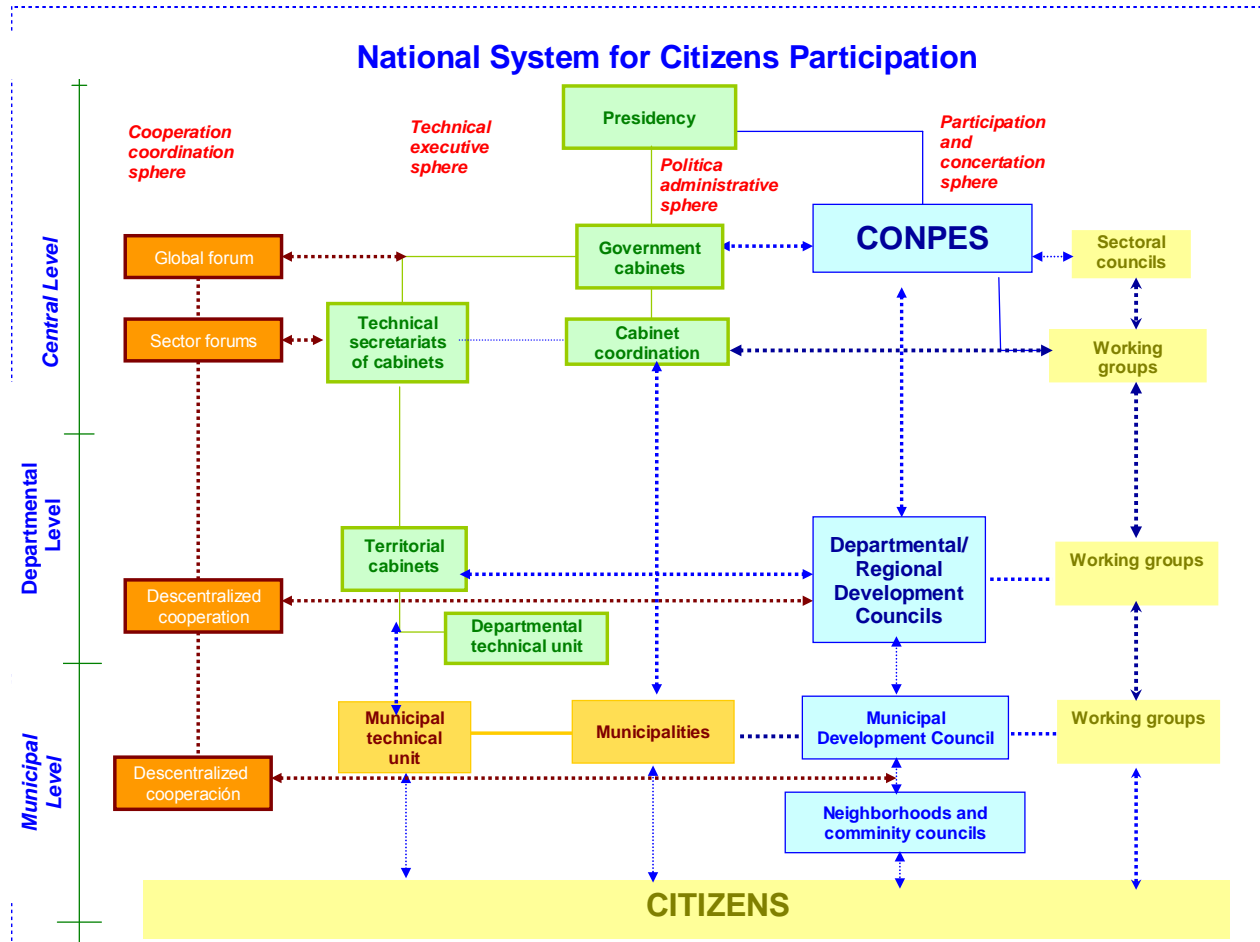 National System for Citizens Participation
Cooperation
coordination
sphere
Technical
executive
sphere
Politica
administrative
sphere
Participation
and
concertation
sphere
Presidency
Central Level
Global forum
Government
cabinets
CONPES
Sectoral
councils
Sector forums
Technical
secretariats
of cabinets
Cabinet
coordination
Working
groups
Departmental
Level
Territorial
cabinets
Departmental/
Regional
Development
Councils
Working groups
Descentralized
cooperation
Departmental
technical unit
Municipal
Level
Municipal
technical
unit
Municipalities
Municipal
Development Council
Working groups
Descentralized
cooperación
Neighborhoods and
comminity councils
CITIZENS